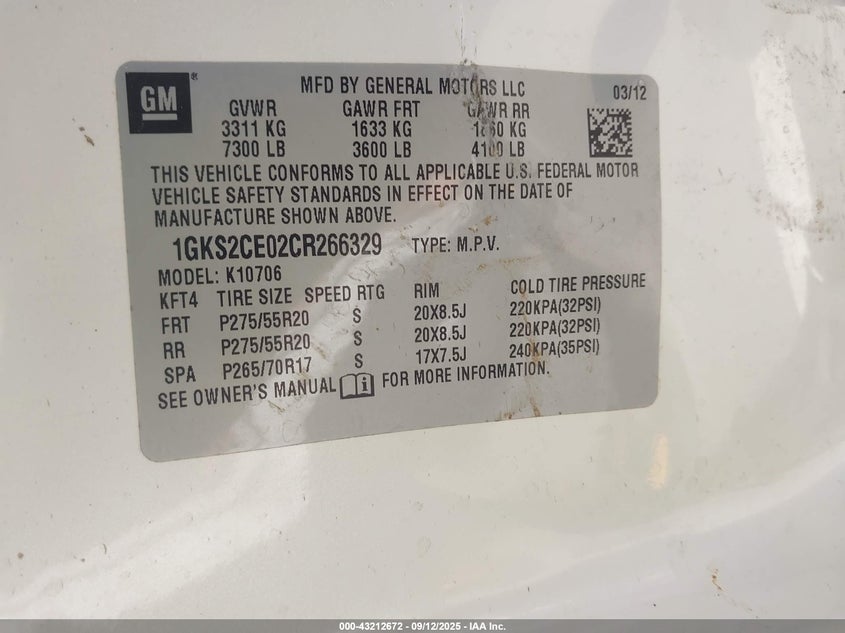 GM ®
MFD BY GENERAL MOTORS LLC 03/12
GVWR GAWR FRT GAWR RR
3311 KG 1633 KG 1860 KG
7300 LB 3600 LB 4100 LB
THIS VEHICLE CONFORMS TO ALL APPLICABLE U.S. FEDERAL MOTOR
VEHICLE SAFETY STANDARDS IN EFFECT ON THE DATE OF
MANUFACTURE SHOWN ABOVE.
1GKS2CE02CR266329 TYPE: M.P.V.
MODEL: K10706
KFT4 TIRE SIZE SPEED RTG RIM COLD TIRE PRESSURE
FRT P275/55R20 S 20X8.5J 220KPA(32PSI)
RR P275/55R20 S 20X8.5J 220KPA(32PSI)
SPA P265/70R17 S 17X7.5J 240KPA(35PSI)
SEE OWNER'S MANUAL i FOR MORE INFORMATION.
000-43212672 - 09/12/2025 - IAA Inc.